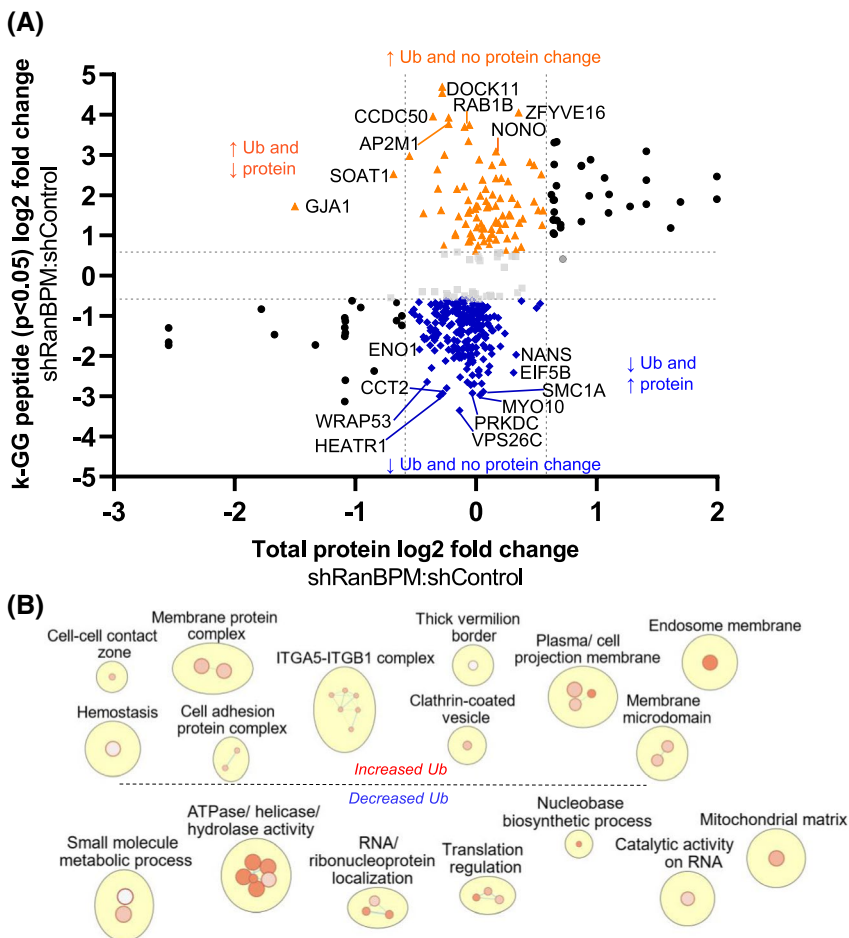 (A)
↑ Ub and no protein change
5
4
3
2
1
0
-1
-2
-3
-4
-5
k-GG peptide (p<0.05) log2 fold change
shRanBPM:shControl
DOCK11
RAB1B
CCDC50
ZFYVE16
NONO
AP2M1
↑ Ub and
↓ protein
SOAT1
GJA1
ENO1
NANS
EIF5B
↓ Ub and
↑ protein
CCT2
SMC1A
WRAP53
MYO10
PRKDC
HEATR1
VPS26C
↓ Ub and no protein change
-3
-2
-1
0
1
2
Total protein log2 fold change
shRanBPM:shControl
(B)
Cell-cell contact
zone
Membrane protein
complex
ITGA5-ITGB1 complex
Thick vermilion
border
Plasma/ cell
projection membrane
Endosome membrane
Hemostasis
Cell adhesion
protein complex
Clathrin-coated
vesicle
Membrane
microdomain
Increased Ub
Decreased Ub
Small molecule
metabolic process
ATPase/ helicase/
hydrolase activity
RNA/
ribonucleoprotein
localization
Translation
regulation
Nucleobase
biosynthetic process
Catalytic activity
on RNA
Mitochondrial matrix